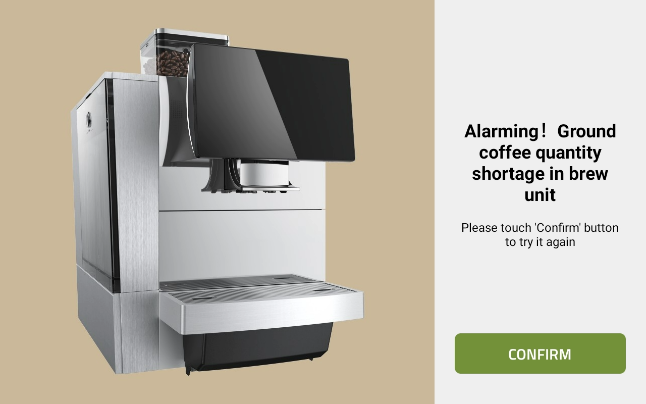 Alarming！Ground
coffee quantity
shortage in brew
unit
Please touch 'Confirm' button
to try it again
CONFIRM